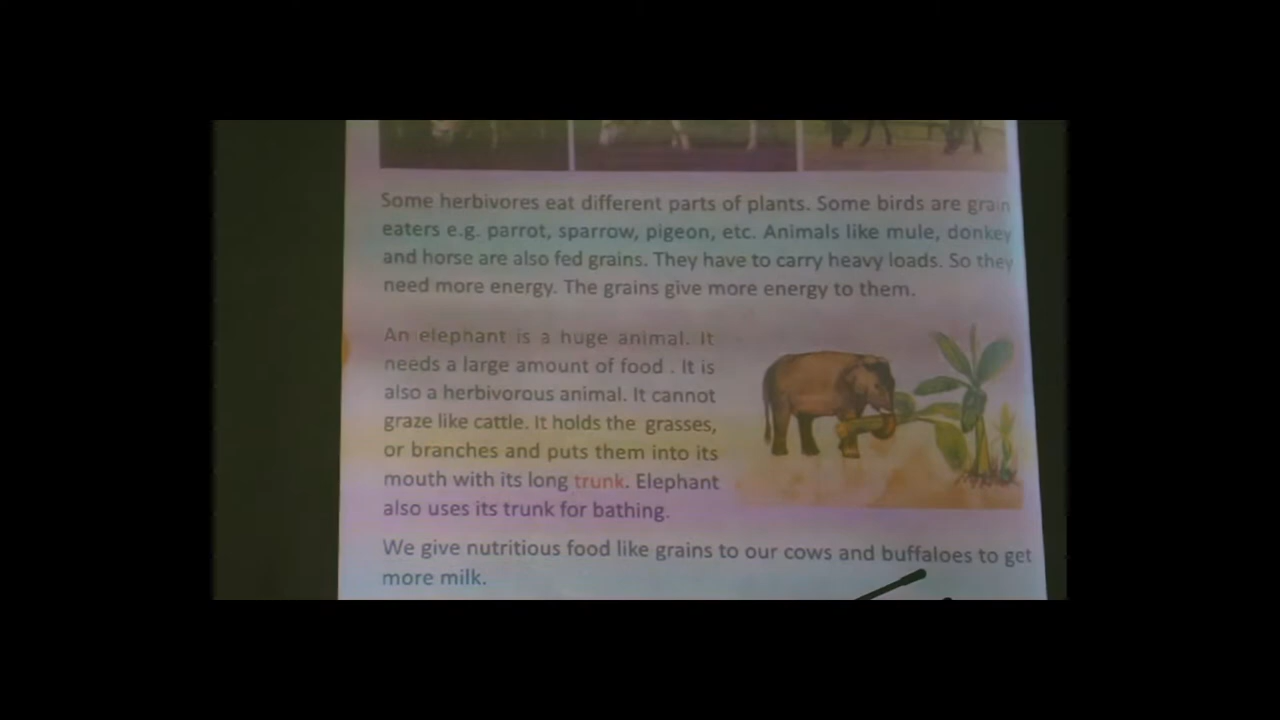 Some herbivores eat different parts of plants. Some birds are grain
eaters e.g. parrot, sparrow, pigeon, etc. Animals like mule, donkey
and horse are also fed grains. They have to carry heavy loads. So they
need more energy. The grains give more energy to them.
An elephant is a huge animal. It
needs a large amount of food . It is
also a herbivorous animal. It cannot
graze like cattle. It holds the grasses,
or branches and puts them into its
mouth with its long trunk. Elephant
also uses its trunk for bathing.
We give nutritious food like grains to our cows and buffaloes to get
more milk.